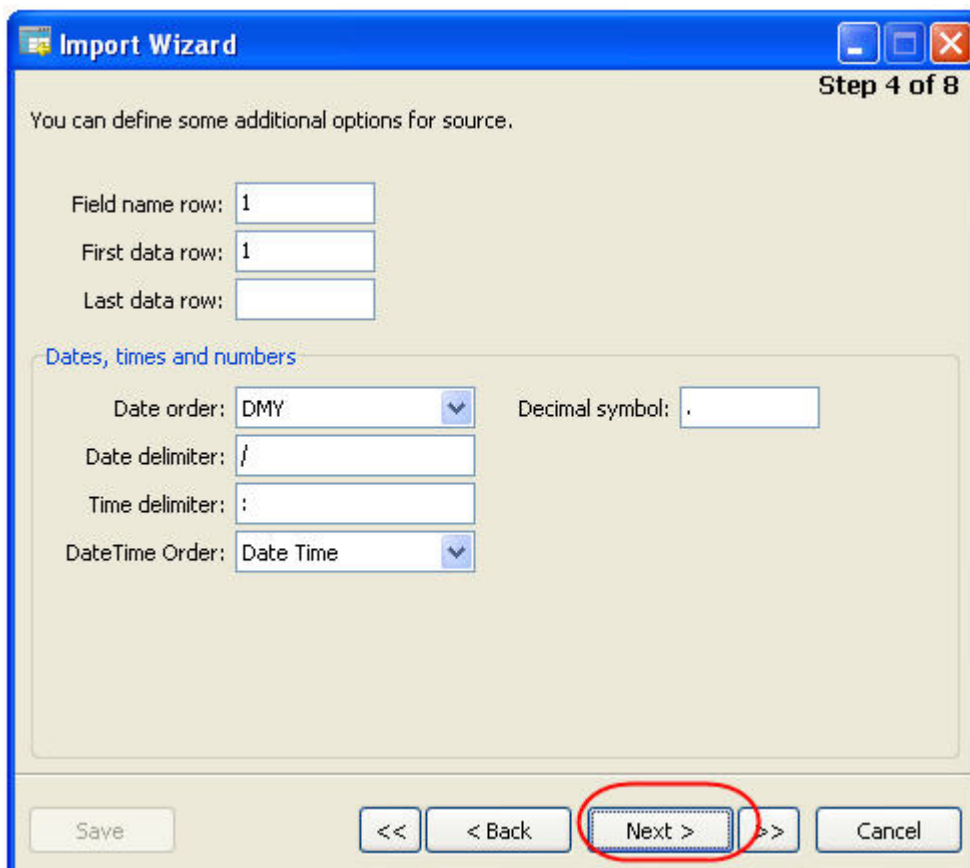 Import Wizard
Step 4 of 8
You can define some additional options for source.
Field name row: 1
First data row: 1
Last data row:
Dates, times and numbers
Date order: DMY Decimal symbol: .
Date delimiter: /
Time delimiter: :
DateTime Order: Date Time
Save << < Back Next > >> Cancel